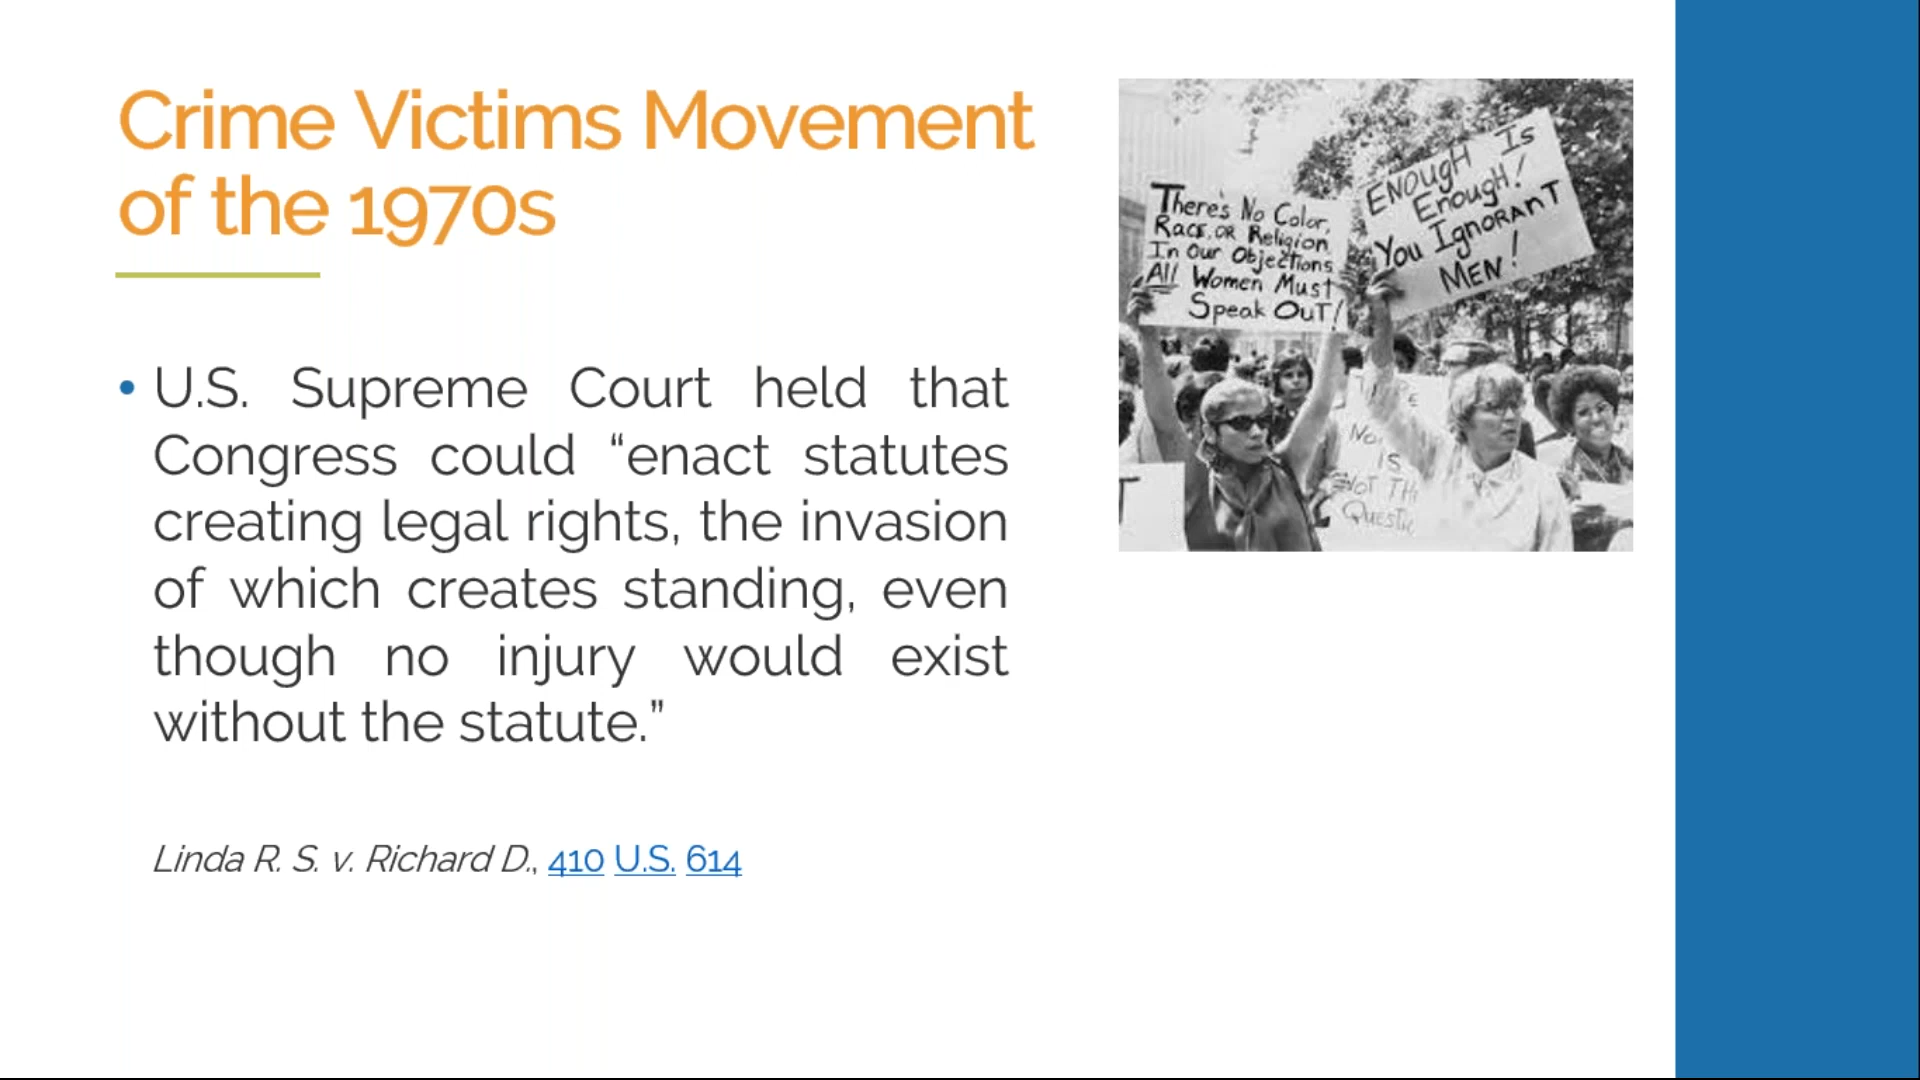 Crime Victims Movement
of the 1970s
• U.S. Supreme Court held that
Congress could “enact statutes
creating legal rights, the invasion
of which creates standing, even
though no injury would exist
without the statute.”
Linda R. S. v. Richard D., 410 U.S. 614
There's No Color,
Race, or Religion
In Our Objections
All Women Must
Speak Out!
Enough Is
Enough!
You Ignorant
Men!
IS
Not